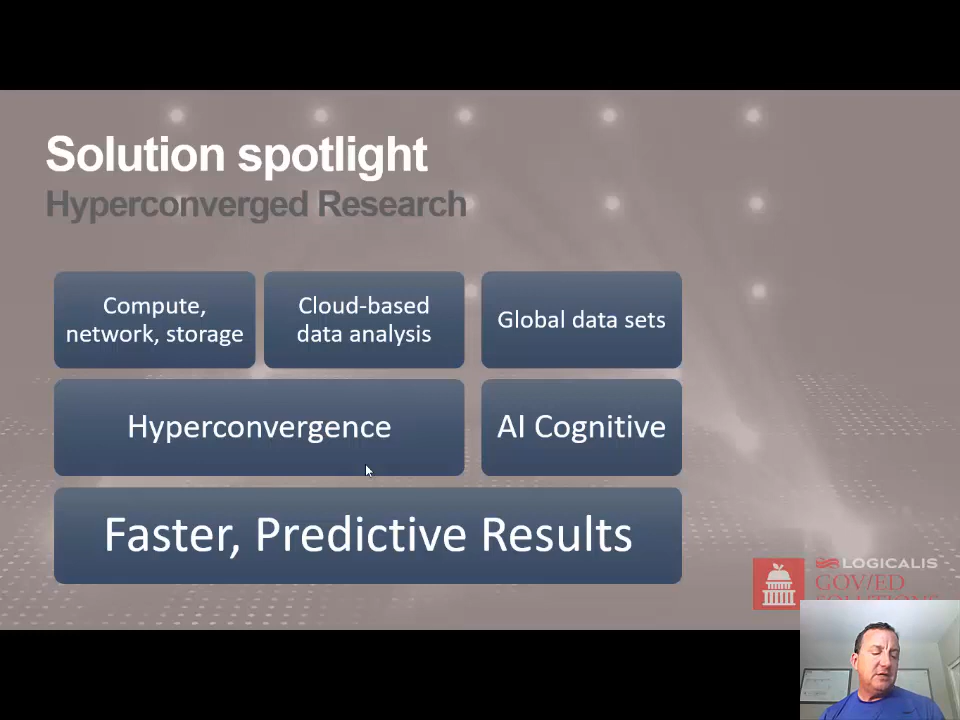 Solution spotlight
Hyperconverged Research
Compute,
network, storage
Cloud-based
data analysis
Global data sets
Hyperconvergence
AI Cognitive
Faster, Predictive Results
LOGICALIS
GOV/ED
SOLUTIONS